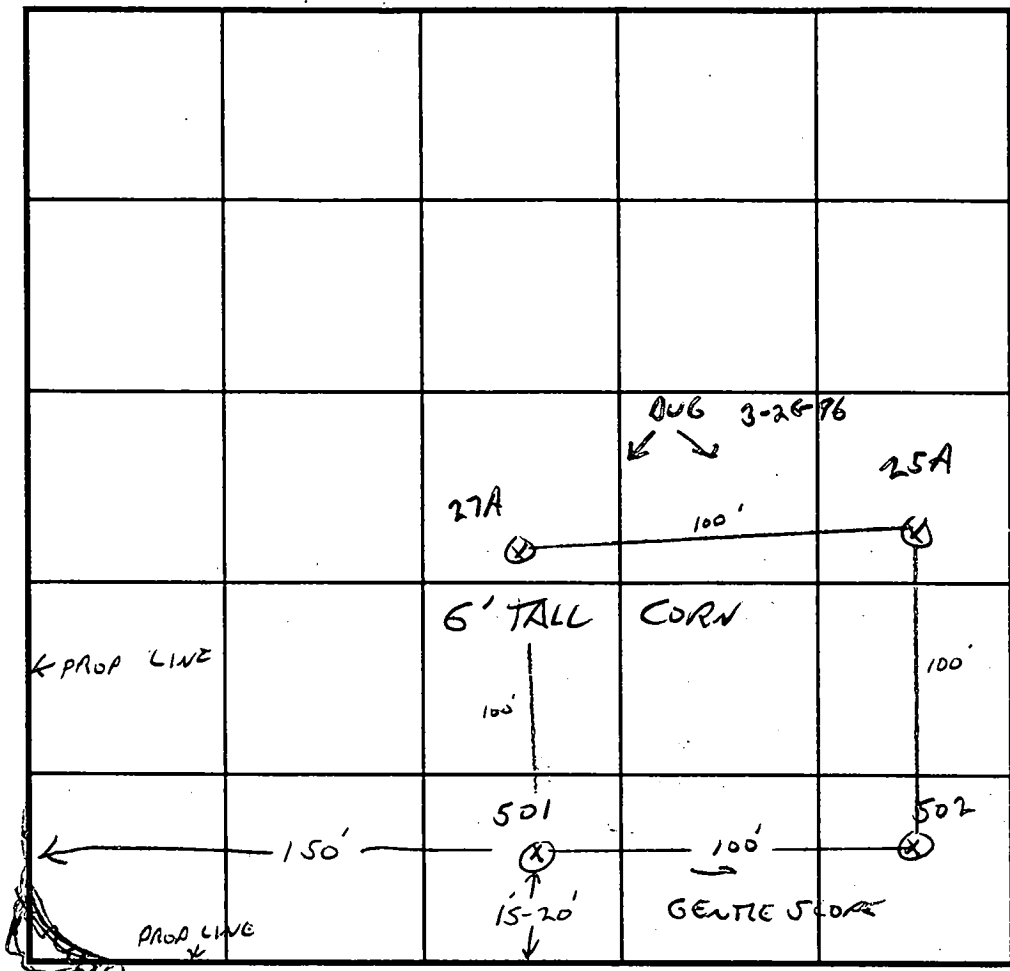 DUG 3-26-96
25A
27A
100'
6' TALL CORN
← PROP LINE
100'
100'
501
502
150'
100'
15-20'
GENTLE SLOPE
PROP LINE